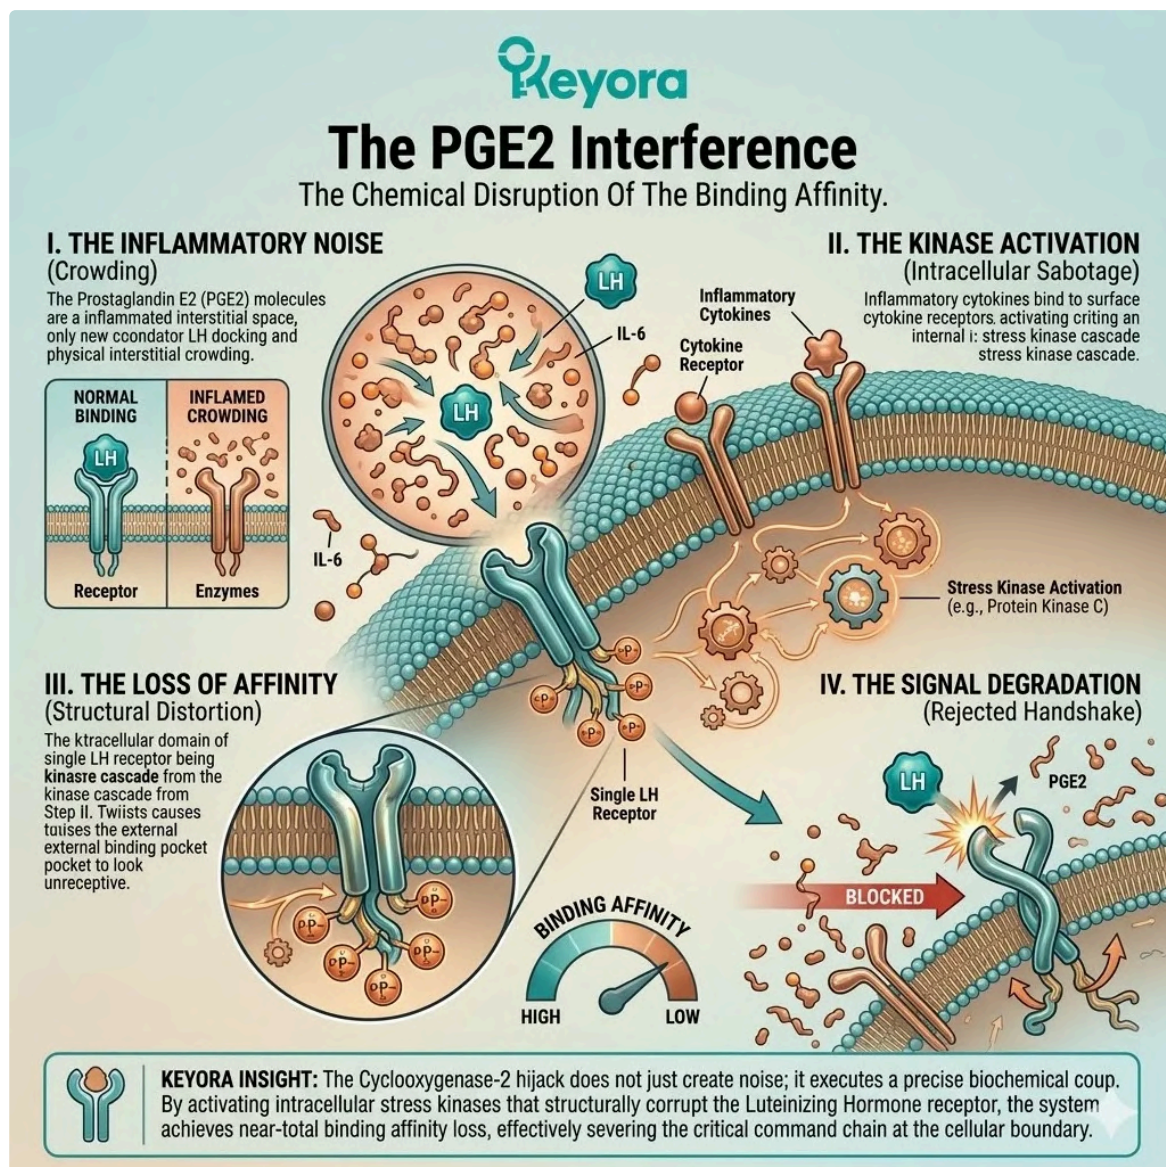 Keyora
The PGE2 Interference
The Chemical Disruption Of The Binding Affinity.
I. THE INFLAMMATORY NOISE
(Crowding)
The Prostaglandin E2 (PGE2) molecules
are a inflammated interstitial space,
only new ccondator LH docking and
physical interstitial crowding.
NORMAL
BINDING
LH
Receptor
INFLAMED
CROWDING
Enzymes
LH
IL-6
LH
IL-6
Inflammatory
Cytokines
Cytokine
Receptor
II. THE KINASE ACTIVATION
(Intracellular Sabotage)
Inflammatory cytokines bind to surface
cytokine receptors. activating criting an
internal i: stress kinase cascade
stress kinase cascade.
Stress Kinase Activation
(e.g., Protein Kinase C)
Single LH
Receptor
III. THE LOSS OF AFFINITY
(Structural Distortion)
The ktracellular domain of
single LH receptor being
kinasre cascade from the
kinase cascade from
Step II. Twiists causes
tuises the external
external binding pocket
pocket to look
unreceptive.
BINDING AFFINITY
HIGH
LOW
IV. THE SIGNAL DEGRADATION
(Rejected Handshake)
LH
PGE2
BLOCKED
KEYORA INSIGHT: The Cyclooxygenase-2 hijack does not just create noise; it executes a precise biochemical coup.
By activating intracellular stress kinases that structurally corrupt the Luteinizing Hormone receptor, the system
achieves near-total binding affinity loss, effectively severing the critical command chain at the cellular boundary.